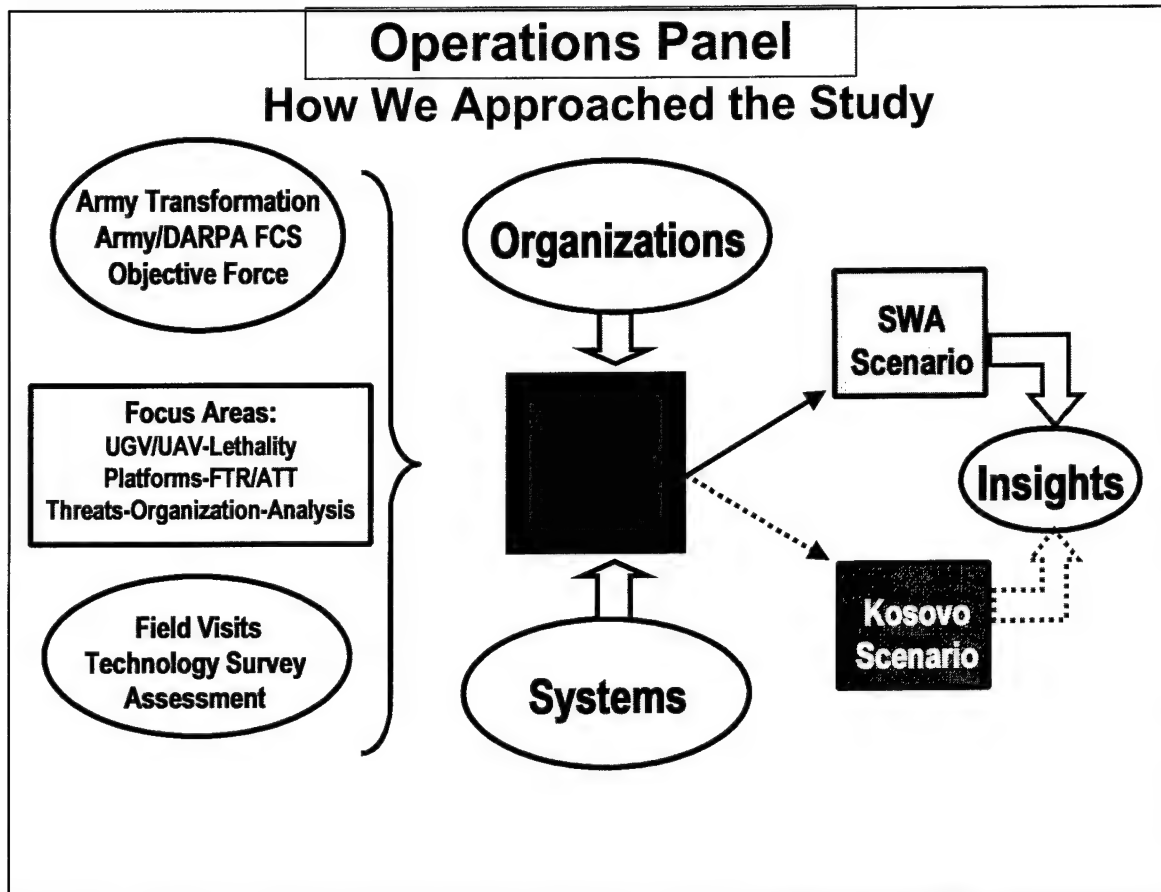 Operations Panel
How We Approached the Study
Army Transformation
Army/DARPA FCS
Objective Force
Focus Areas:
UGV/UAV-Lethality
Platforms-FTR/ATT
Threats-Organization-Analysis
Field Visits
Technology Survey
Assessment
Organizations
Systems
SWA
Scenario
Kosovo
Scenario
Insights